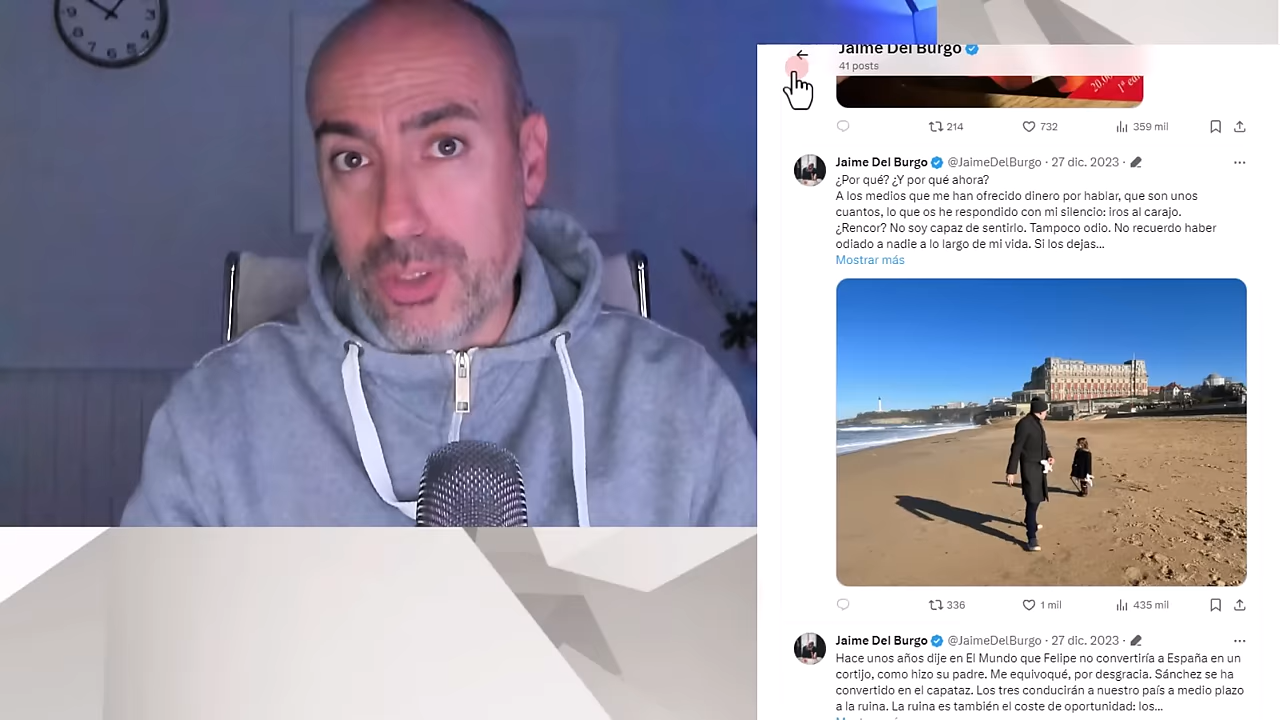 Jaime Del Burgo
41 posts
20.00
1ª ed
214
732
359 mil
Jaime Del Burgo @JaimeDelBurgo · 27 dic. 2023 ·
¿Por qué? ¿Y por qué ahora?
A los medios que me han ofrecido dinero por hablar, que son unos
cuantos, lo que os he respondido con mi silencio: iros al carajo.
¿Rencor? No soy capaz de sentirlo. Tampoco odio. No recuerdo haber
odiado a nadie a lo largo de mi vida. Si los dejas...
Mostrar más
336
1 mil
435 mil
Jaime Del Burgo @JaimeDelBurgo · 27 dic. 2023 ·
Hace unos años dije en El Mundo que Felipe no convertiría a España en un
cortijo, como hizo su padre. Me equivoqué, por desgracia. Sánchez se ha
convertido en el capataz. Los tres conducirán a nuestro país a medio plazo
a la ruina. La ruina es también el coste de oportunidad: los...